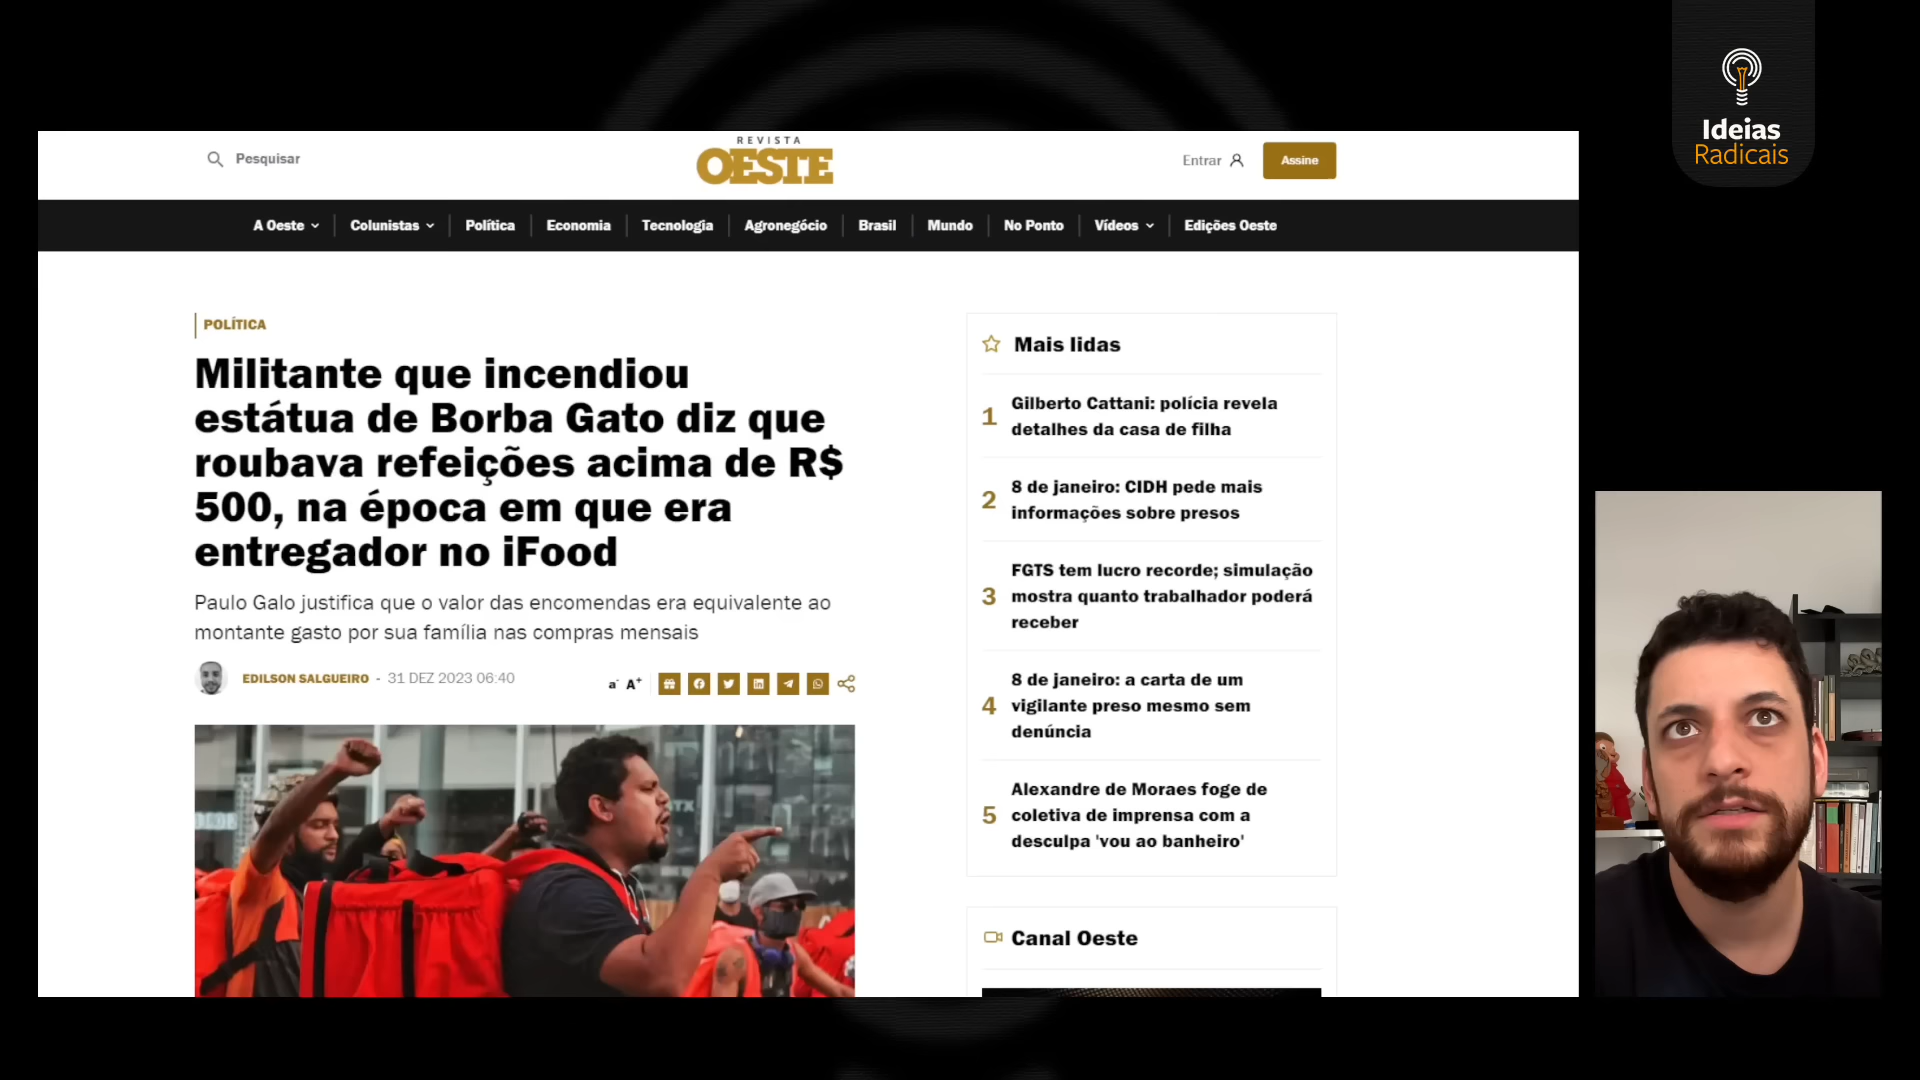 Ideias
Radicais
Pesquisar
REVISTA
OESTE
Entrar
Assine
A Oeste
Colunistas
Política
Economia
Tecnologia
Agronegócio
Brasil
Mundo
No Ponto
Vídeos
Edições Oeste
POLÍTICA
Militante que incendiou
estátua de Borba Gato diz que
roubava refeições acima de R$
500, na época em que era
entregador no iFood
Paulo Galo justifica que o valor das encomendas era equivalente ao
montante gasto por sua família nas compras mensais
EDILSON SALGUEIRO - 31 DEZ 2023 06:40
a- A+
Mais lidas
1
Gilberto Cattani: polícia revela
detalhes da casa de filha
2
8 de janeiro: CIDH pede mais
informações sobre presos
3
FGTS tem lucro recorde; simulação
mostra quanto trabalhador poderá
receber
4
8 de janeiro: a carta de um
vigilante preso mesmo sem
denúncia
5
Alexandre de Moraes foge de
coletiva de imprensa com a
desculpa 'vou ao banheiro'
Canal Oeste